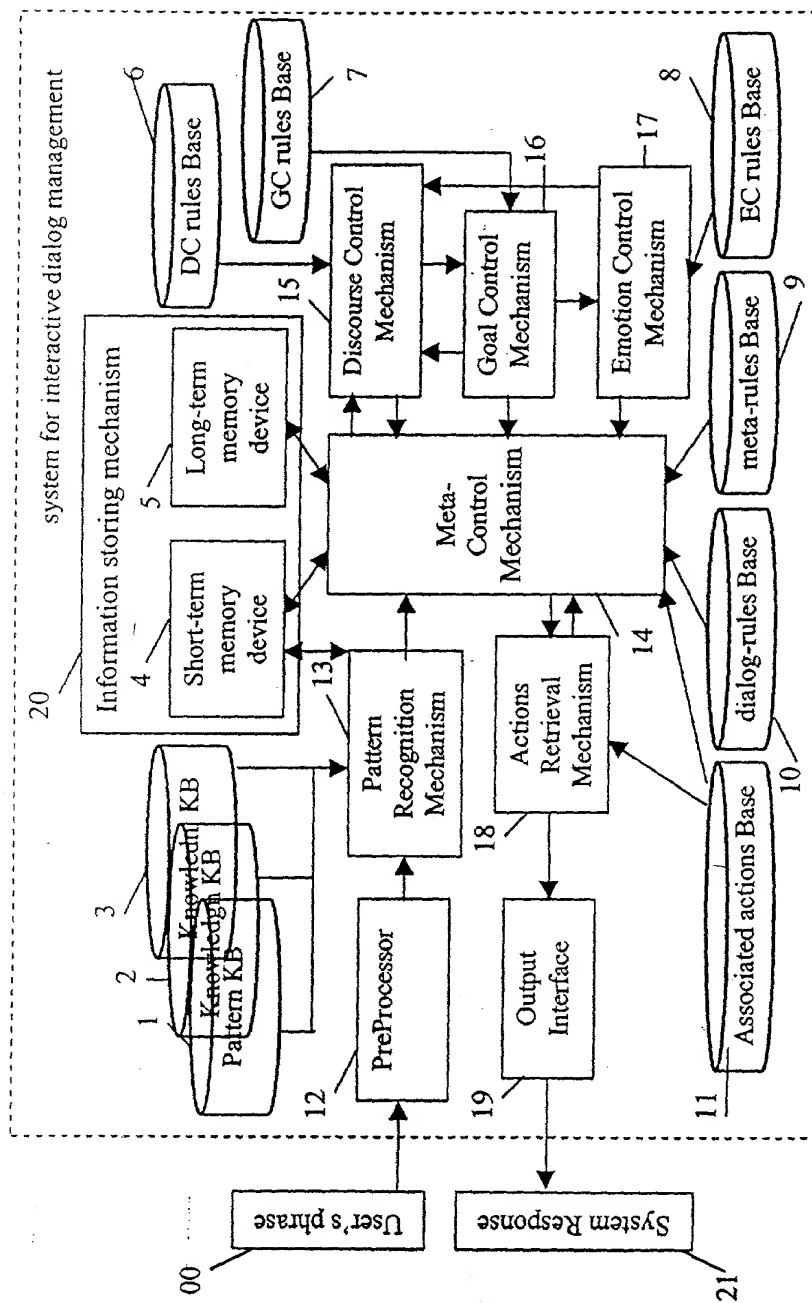 system for interactive dialog management
20
Information storing mechanism
4
Short-term
memory
device
5
Long-term
memory
device
6
DC rules Base
7
GC rules Base
3
Knowledgn KB
2
Knowledgn KB
1
Pattern KB
00
User's phrase
12
PreProcessor
13
Pattern
Recognition
Mechanism
Meta-
Control
Mechanism
14
15
Discourse Control
Mechanism
16
Goal Control
Mechanism
17
Emotion Control
Mechanism
18
Actions
Retrieval
Mechanism
19
Output
Interface
21
System Response
11
Associated actions Base
10
dialog-rules Base
9
meta-rules Base
8
EC rules Base